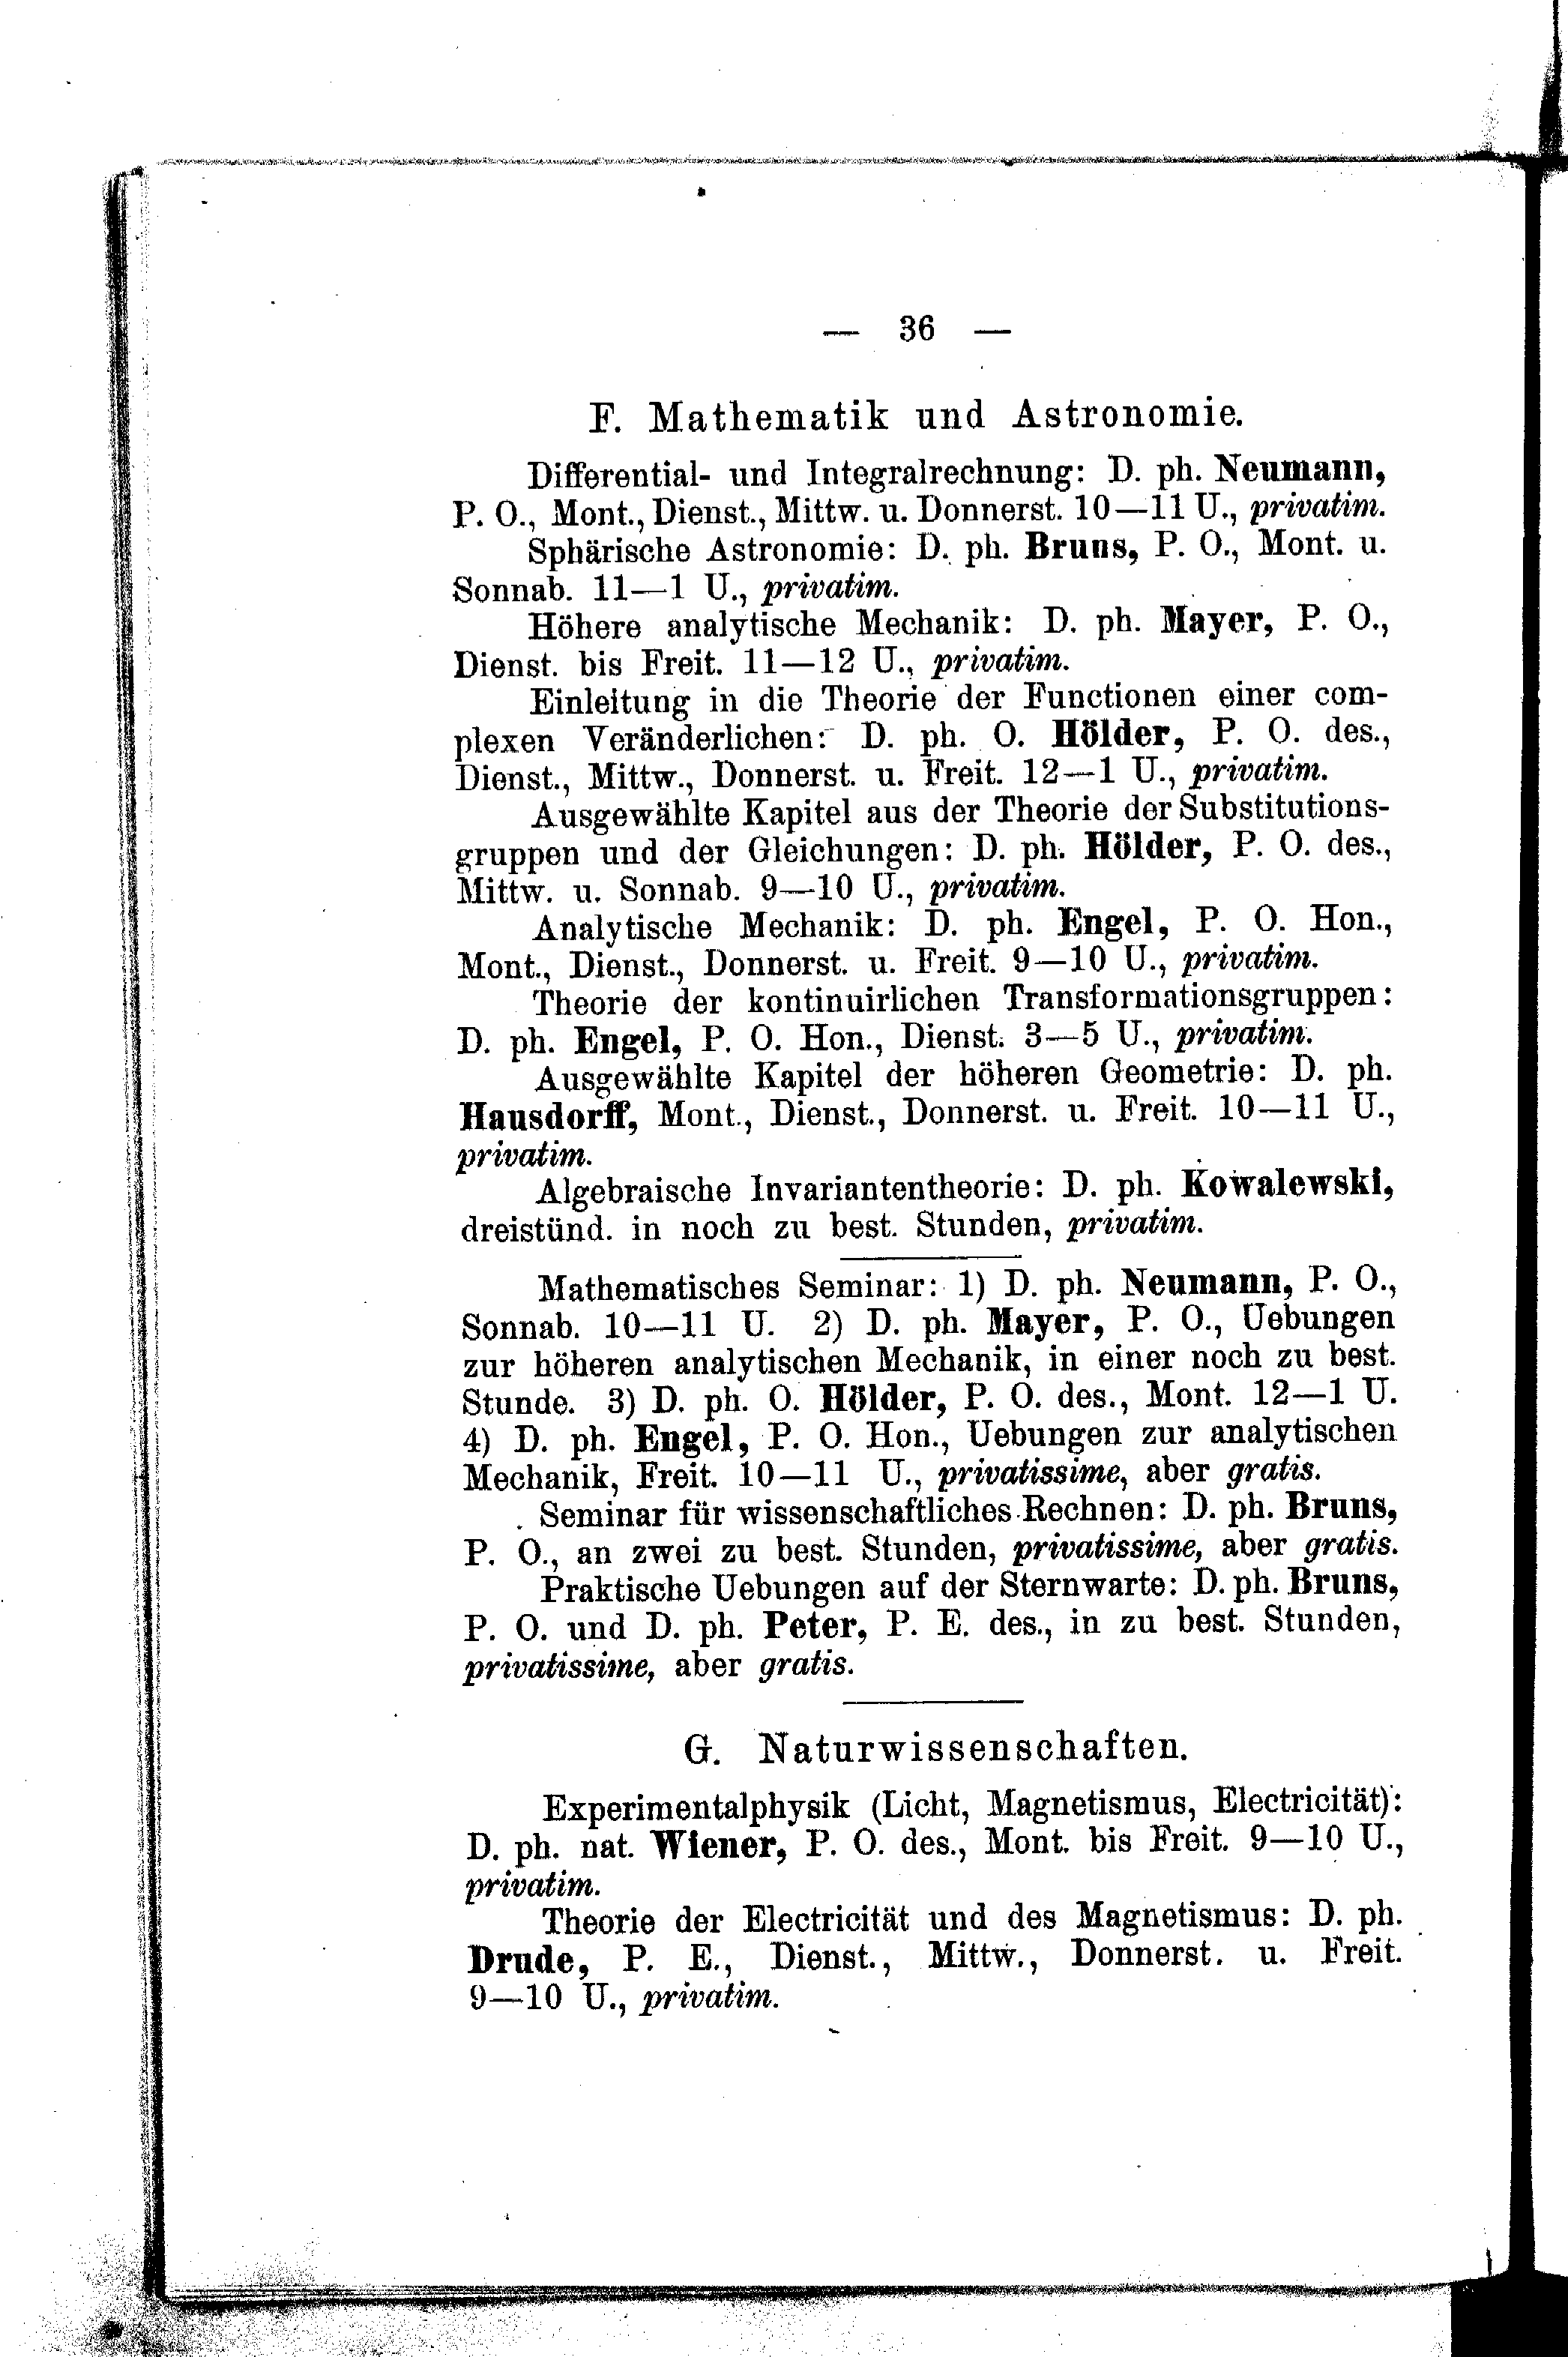 — 36 —
F. Mathematik und Astronomie.
Differential- und Integralrechnung: D. ph. Neumann,
P. O., Mont., Dienst., Mittw. u. Donnerst. 10—11 U., privatim.
Sphärische Astronomie: D. ph. Bruns, P. O., Mont. u.
Sonnab. 11—1 U., privatim.
Höhere analytische Mechanik: D. ph. Mayer, P. O.,
Dienst. bis Freit. 11—12 U., privatim.
Einleitung in die Theorie der Functionen einer com-
plexen Veränderlichen: D. ph. O. Hölder, P. O. des.,
Dienst., Mittw., Donnerst. u. Freit. 12—1 U., privatim.
Ausgewählte Kapitel aus der Theorie der Substitutions-
gruppen und der Gleichungen: D. ph. Hölder, P. O. des.,
Mittw. u. Sonnab. 9—10 U., privatim.
Analytische Mechanik: D. ph. Engel, P. O. Hon.,
Mont., Dienst., Donnerst. u. Freit. 9—10 U., privatim.
Theorie der kontinuirlichen Transformationsgruppen:
D. ph. Engel, P. O. Hon., Dienst. 3—5 U., privatim.
Ausgewählte Kapitel der höheren Geometrie: D. ph.
Hausdorff, Mont., Dienst., Donnerst. u. Freit. 10—11 U.,
privatim.
Algebraische Invariantentheorie: D. ph. Kowalewski,
dreistünd. in noch zu best. Stunden, privatim.
Mathematisches Seminar: 1) D. ph. Neumann, P. O.,
Sonnab. 10—11 U. 2) D. ph. Mayer, P. O., Uebungen
zur höheren analytischen Mechanik, in einer noch zu best.
Stunde. 3) D. ph. O. Hölder, P. O. des., Mont. 12—1 U.
4) D. ph. Engel, P. O. Hon., Uebungen zur analytischen
Mechanik, Freit. 10—11 U., privatissime, aber gratis.
Seminar für wissenschaftliches Rechnen: D. ph. Bruns,
P. O., an zwei zu best. Stunden, privatissime, aber gratis.
Praktische Uebungen auf der Sternwarte: D. ph. Bruns,
P. O. und D. ph. Peter, P. E. des., in zu best. Stunden,
privatissime, aber gratis.
G. Naturwissenschaften.
Experimentalphysik (Licht, Magnetismus, Electricität):
D. ph. nat. Wiener, P. O. des., Mont. bis Freit. 9—10 U.,
privatim.
Theorie der Electricität und des Magnetismus: D. ph.
Drude, P. E., Dienst., Mittw., Donnerst. u. Freit.
9—10 U., privatim.